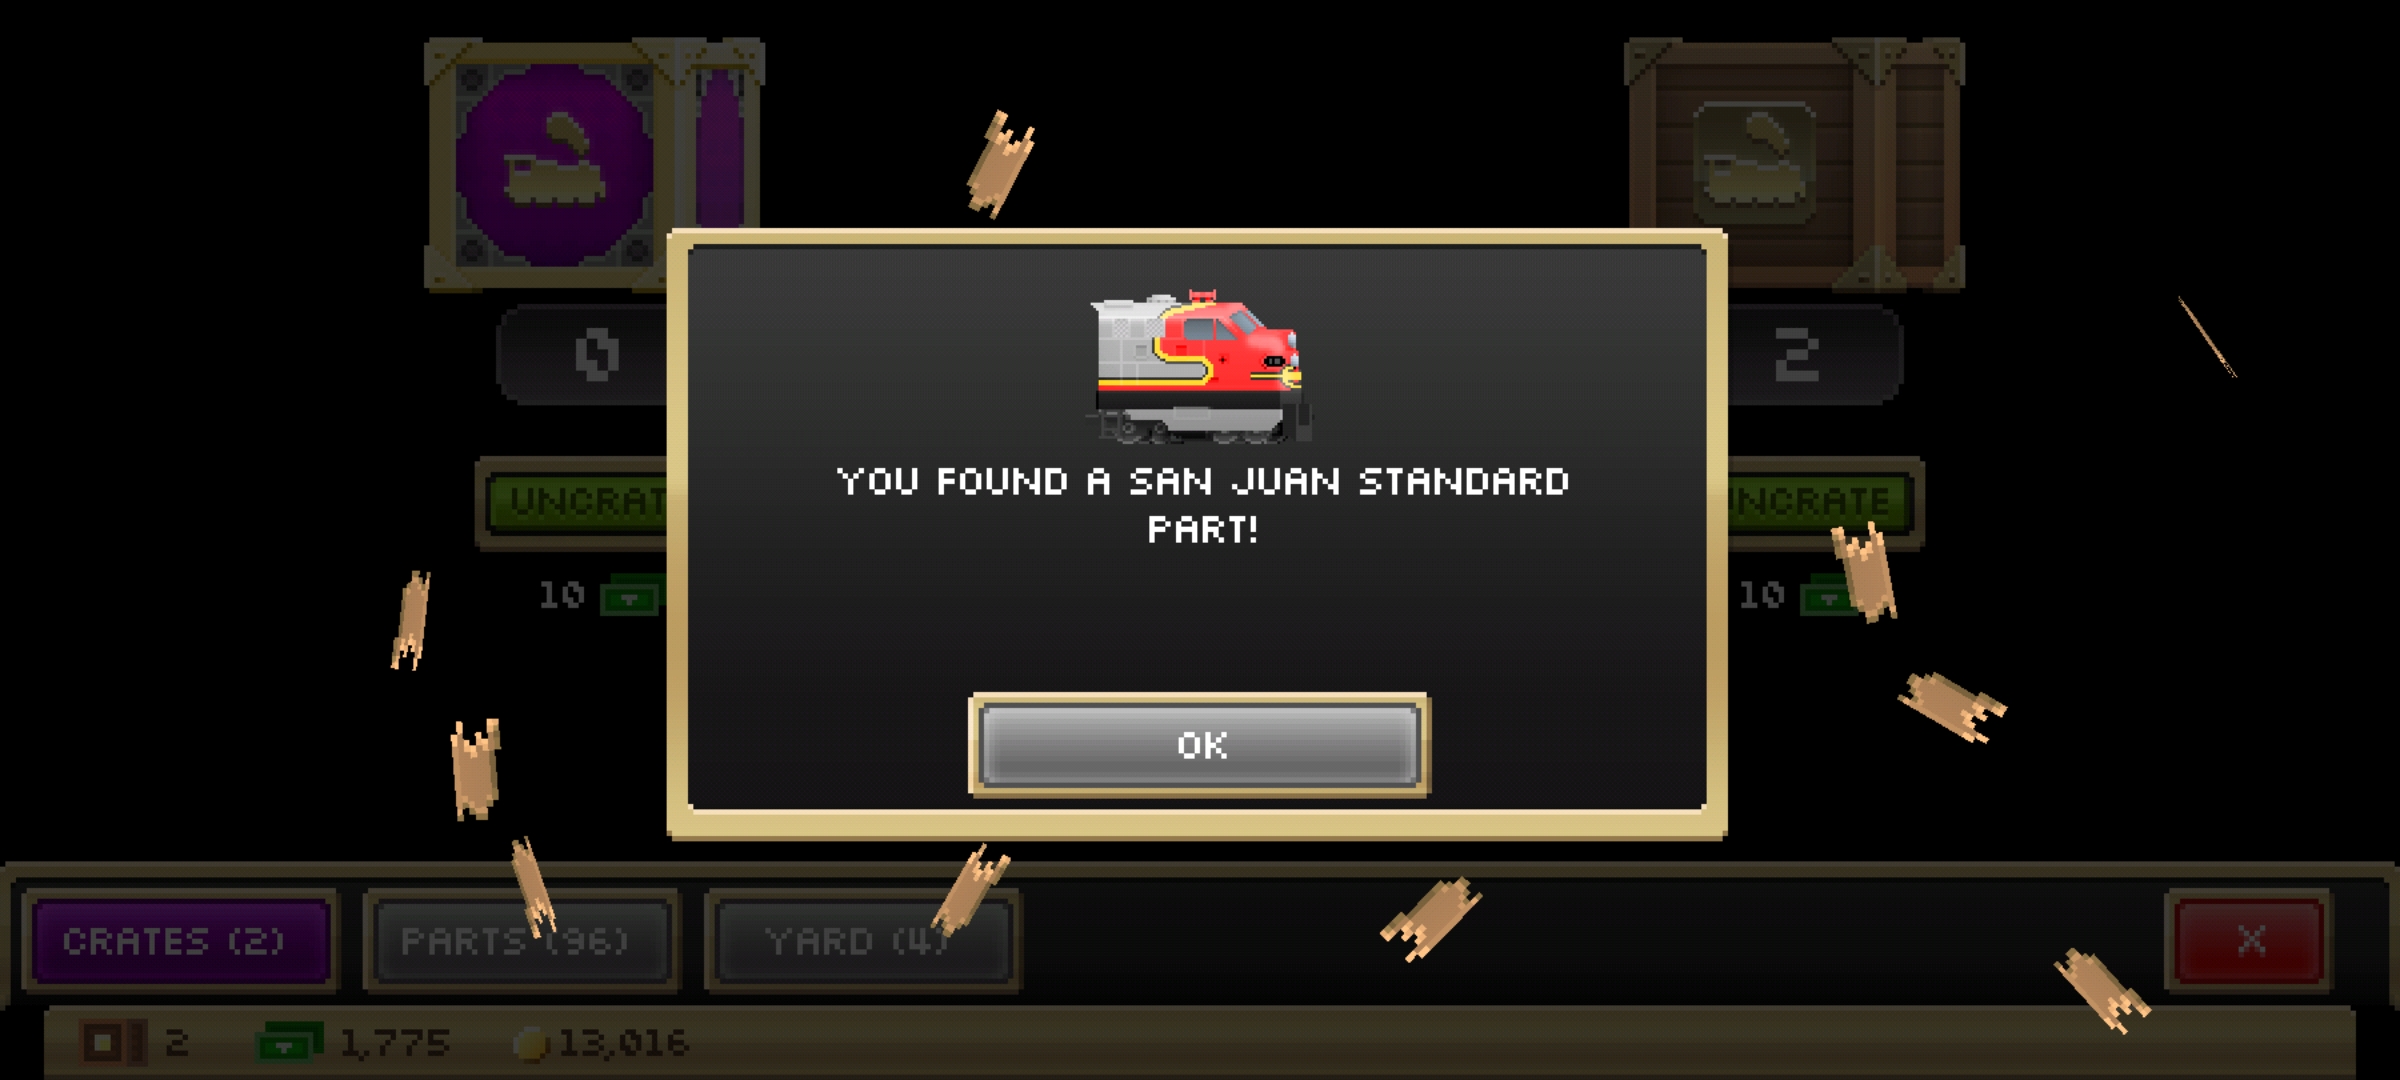 0
2
UNCRAT
NCRATE
10
10
YOU FOUND A SAN JUAN STANDARD
PART!
OK
CRATES (2)
PARTS (96)
YARD (4)
X
2
1,775
13,016